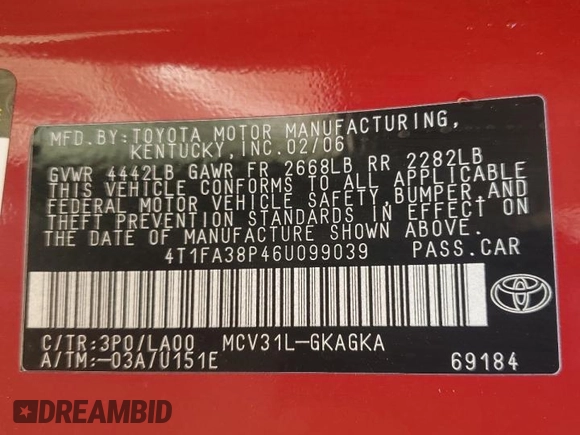 MFD. BY: TOYOTA MOTOR MANUFACTURING,
KENTUCKY, INC. 02/06
GVWR 4442LB GAWR FR 2668LB RR 2282LB
THIS VEHICLE CONFORMS TO ALL APPLICABLE
FEDERAL MOTOR VEHICLE SAFETY, BUMPER, AND
THEFT PREVENTION STANDARDS IN EFFECT ON
THE DATE OF MANUFACTURE SHOWN ABOVE.
4T1FA38P46U099039 PASS. CAR
C/TR: 3P0/LA00 MCV31L-GKAGKA
A/TM: -03A/U151E 69184
DREAMBID